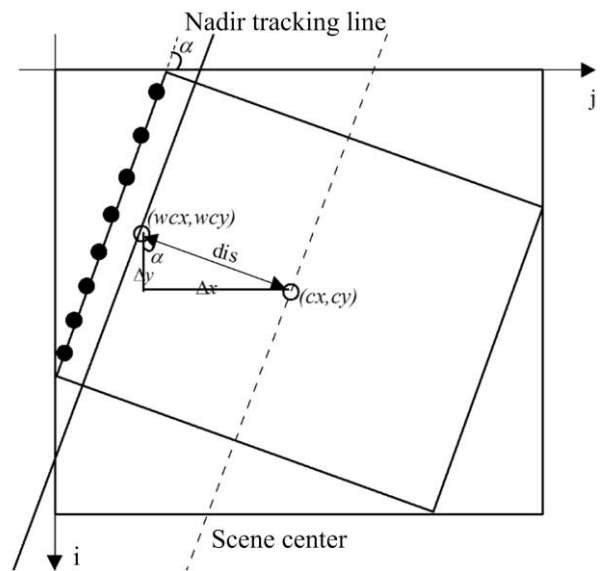 Nadir tracking line
α
j
(wcx,wcy)
dis
α
Δy
Δx
(cx,cy)
Scene center
i